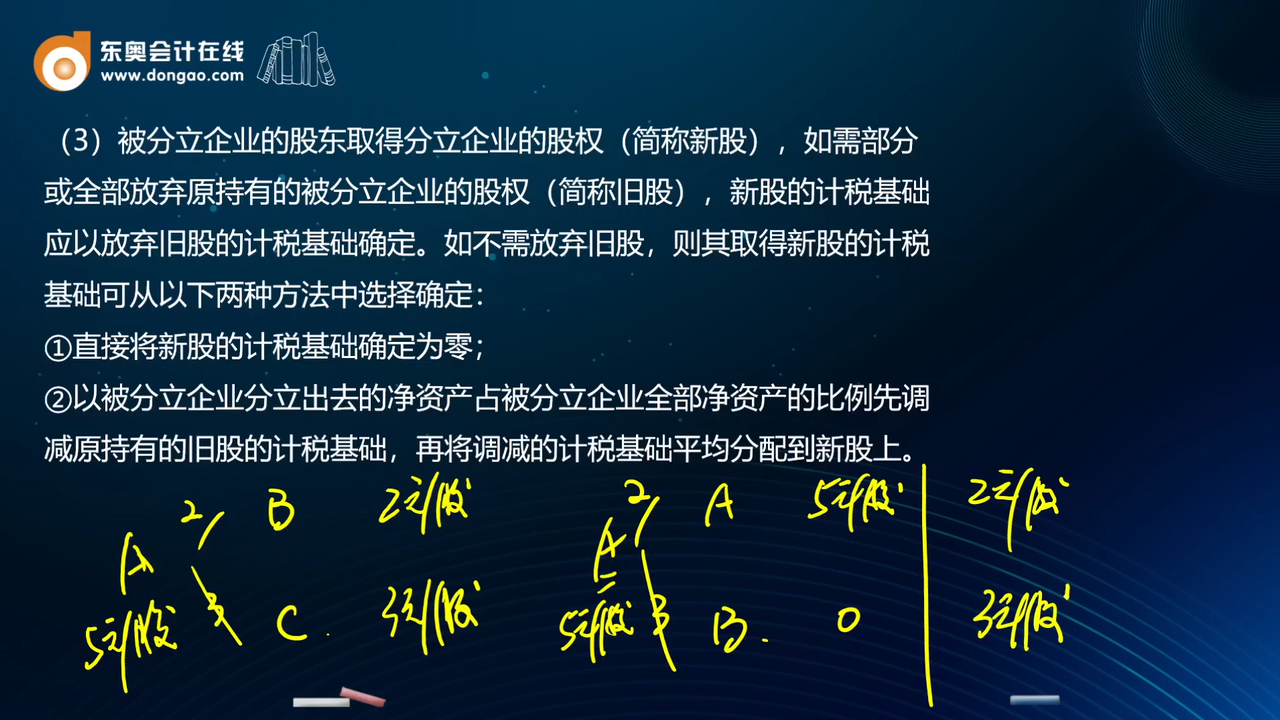 东奥会计在线
www.dongao.com
（3）被分立企业的股东取得分立企业的股权（简称新股），如需部分
或全部放弃原持有的被分立企业的股权（简称旧股），新股的计税基础
应以放弃旧股的计税基础确定。如不需放弃旧股，则其取得新股的计税
基础可从以下两种方法中选择确定：
①直接将新股的计税基础确定为零；
②以被分立企业分立出去的净资产占被分立企业全部净资产的比例先调
减原持有的旧股的计税基础，再将调减的计税基础平均分配到新股上。
2 B 2元/股 2 A 5元/股 2元/股
A A
5元/股 3 C. 3元/股 5元/股 3 B. 0 3元/股